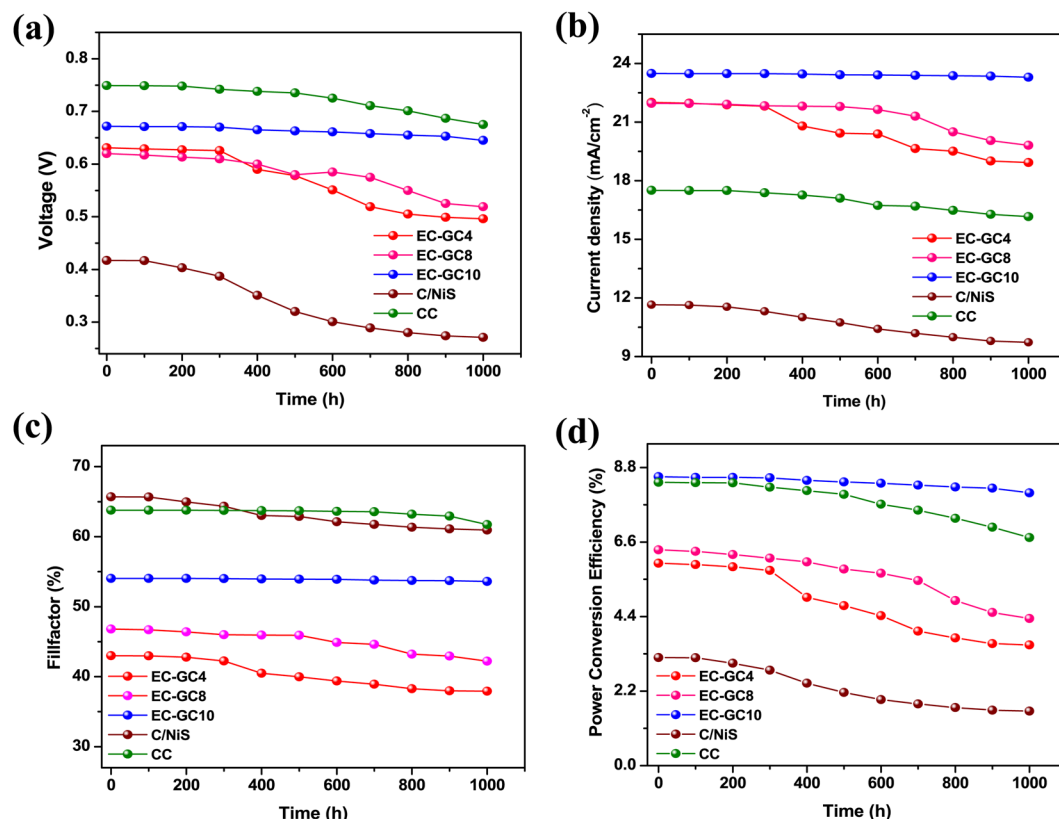 (a)
0.8
0.7
0.6
0.5
0.4
0.3
Voltage (V)
EC-GC4
EC-GC8
EC-GC10
C/NiS
CC
0 200 400 600 800 1000
Time (h)
(b)
24
21
18
15
12
9
Current density (mA/cm⁻²)
EC-GC4
EC-GC8
EC-GC10
C/NiS
CC
0 200 400 600 800 1000
Time (h)
(c)
70
60
50
40
30
Fillfactor (%)
EC-GC4
EC-GC8
EC-GC10
C/NiS
CC
0 200 400 600 800 1000
Time (h)
(d)
8.8
6.6
4.4
2.2
0.0
Power Conversion Efficiency (%)
EC-GC4
EC-GC8
EC-GC10
C/NiS
CC
0 200 400 600 800 1000
Time (h)